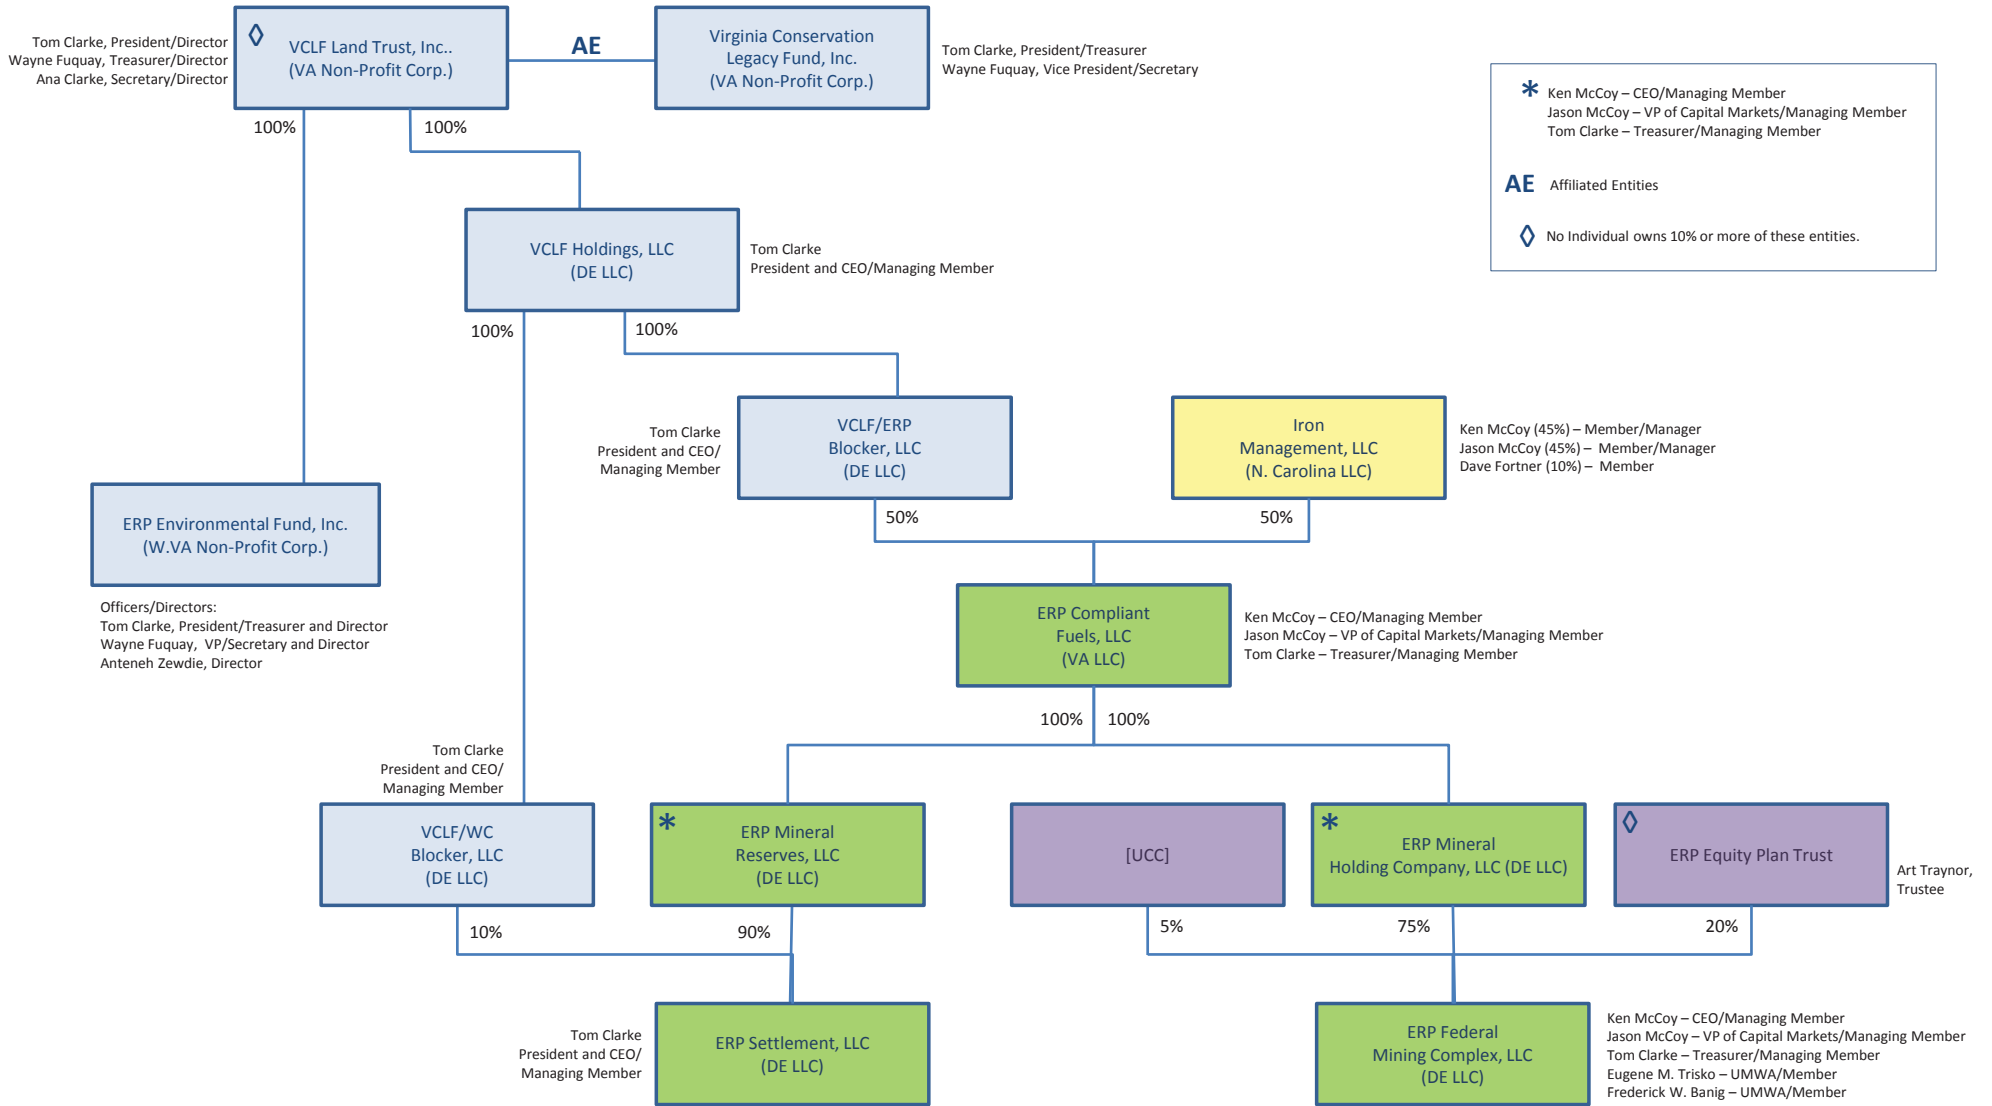 Tom Clarke, President/Director
Wayne Fuquay, Treasurer/Director
Ana Clarke, Secretary/Director
◊
VCLF Land Trust, Inc..
(VA Non-Profit Corp.)
AE
Virginia Conservation
Legacy Fund, Inc.
(VA Non-Profit Corp.)
Tom Clarke, President/Treasurer
Wayne Fuquay, Vice President/Secretary
* Ken McCoy – CEO/Managing Member
Jason McCoy – VP of Capital Markets/Managing Member
Tom Clarke – Treasurer/Managing Member
AE Affiliated Entities
◊ No Individual owns 10% or more of these entities.
100%
100%
VCLF Holdings, LLC
(DE LLC)
Tom Clarke
President and CEO/Managing Member
100%
100%
Tom Clarke
President and CEO/
Managing Member
VCLF/ERP
Blocker, LLC
(DE LLC)
Iron
Management, LLC
(N. Carolina LLC)
Ken McCoy (45%) – Member/Manager
Jason McCoy (45%) – Member/Manager
Dave Fortner (10%) – Member
ERP Environmental Fund, Inc.
(W.VA Non-Profit Corp.)
50%
50%
Officers/Directors:
Tom Clarke, President/Treasurer and Director
Wayne Fuquay, VP/Secretary and Director
Anteneh Zewdie, Director
ERP Compliant
Fuels, LLC
(VA LLC)
Ken McCoy – CEO/Managing Member
Jason McCoy – VP of Capital Markets/Managing Member
Tom Clarke – Treasurer/Managing Member
100%
100%
Tom Clarke
President and CEO/
Managing Member
VCLF/WC
Blocker, LLC
(DE LLC)
*
ERP Mineral
Reserves, LLC
(DE LLC)
[UCC]
*
ERP Mineral
Holding Company, LLC (DE LLC)
◊
ERP Equity Plan Trust
Art Traynor,
Trustee
10%
90%
5%
75%
20%
Tom Clarke
President and CEO/
Managing Member
ERP Settlement, LLC
(DE LLC)
ERP Federal
Mining Complex, LLC
(DE LLC)
Ken McCoy – CEO/Managing Member
Jason McCoy – VP of Capital Markets/Managing Member
Tom Clarke – Treasurer/Managing Member
Eugene M. Trisko – UMWA/Member
Frederick W. Banig – UMWA/Member